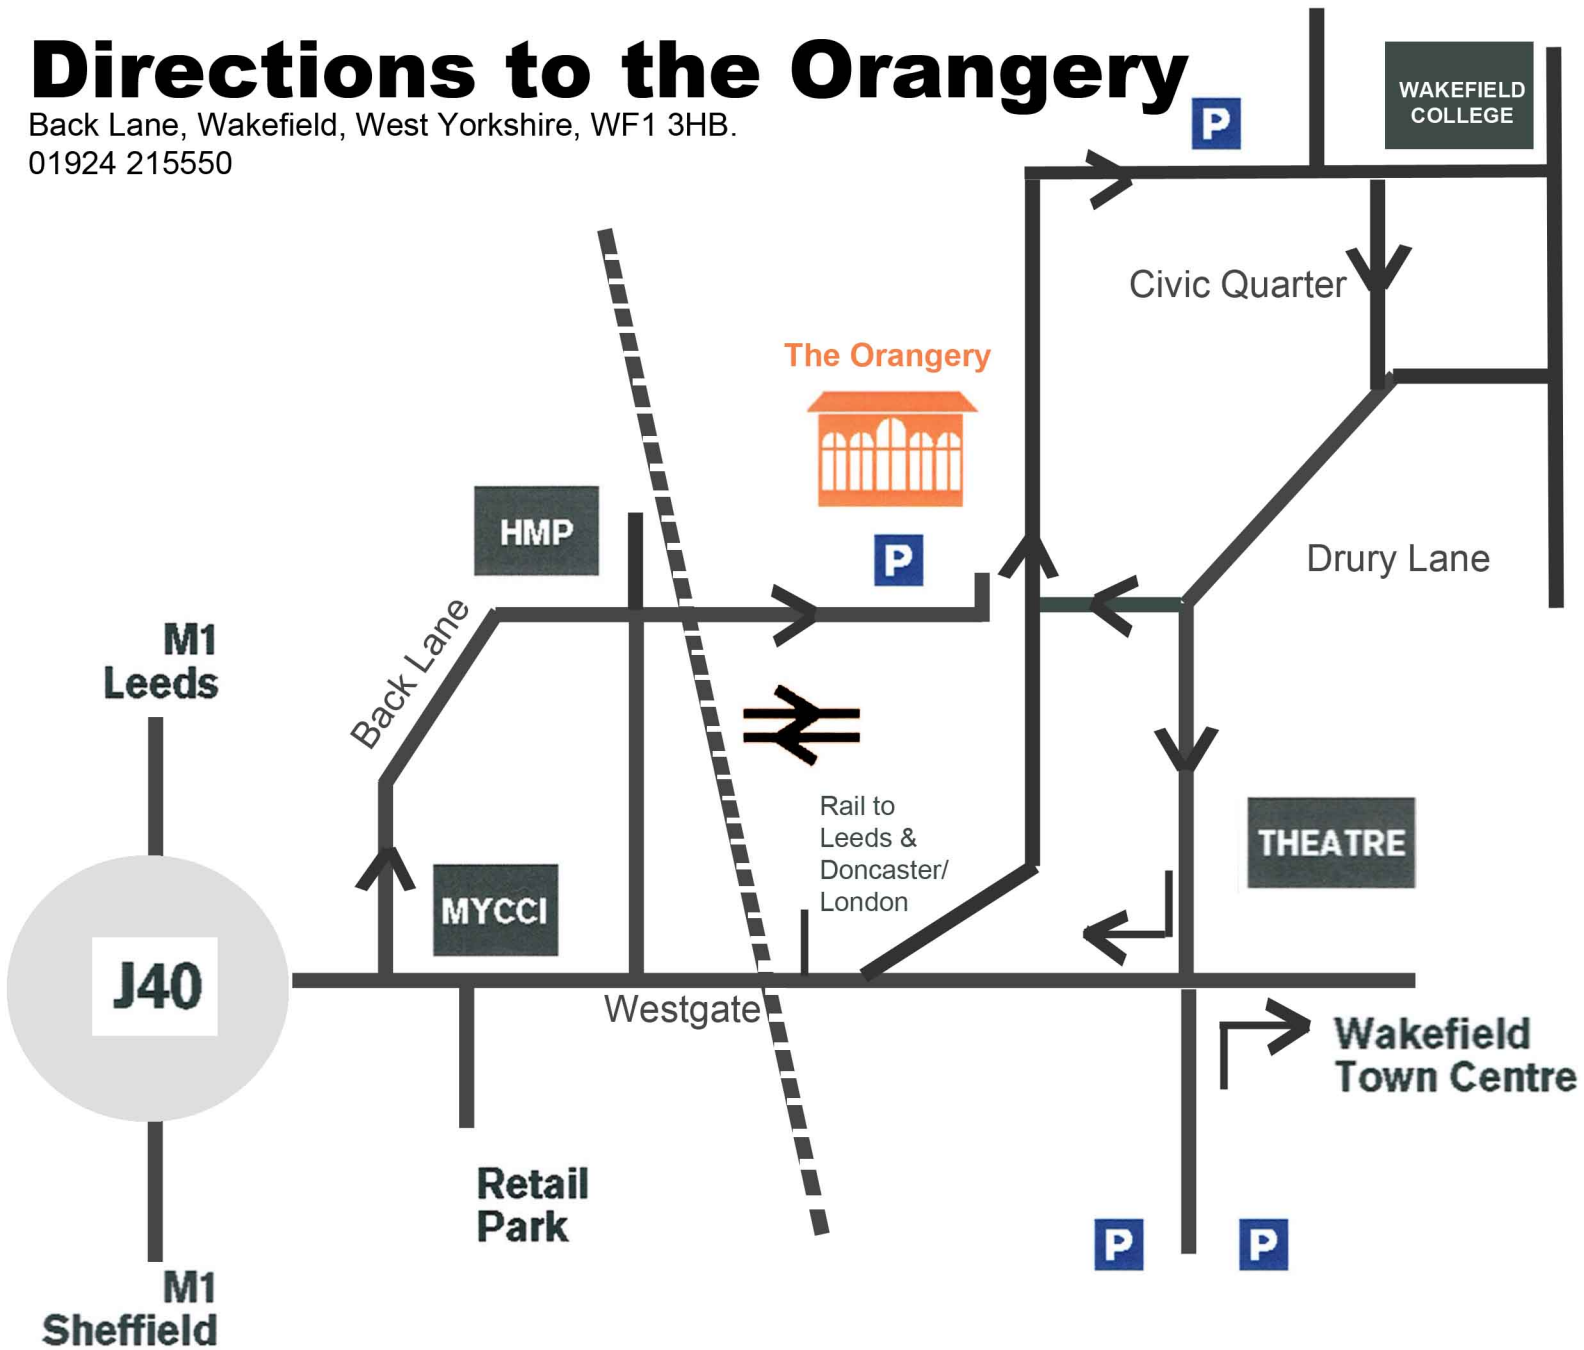 Directions to the Orangery
Back Lane, Wakefield, West Yorkshire, WF1 3HB.
01924 215550
P
WAKEFIELD
COLLEGE
Civic Quarter
The Orangery
HMP
P
Drury Lane
Back Lane
M1
Leeds
Rail to
Leeds &
Doncaster/
London
THEATRE
MYCCI
J40
Westgate
Wakefield
Town Centre
Retail
Park
P
P
M1
Sheffield